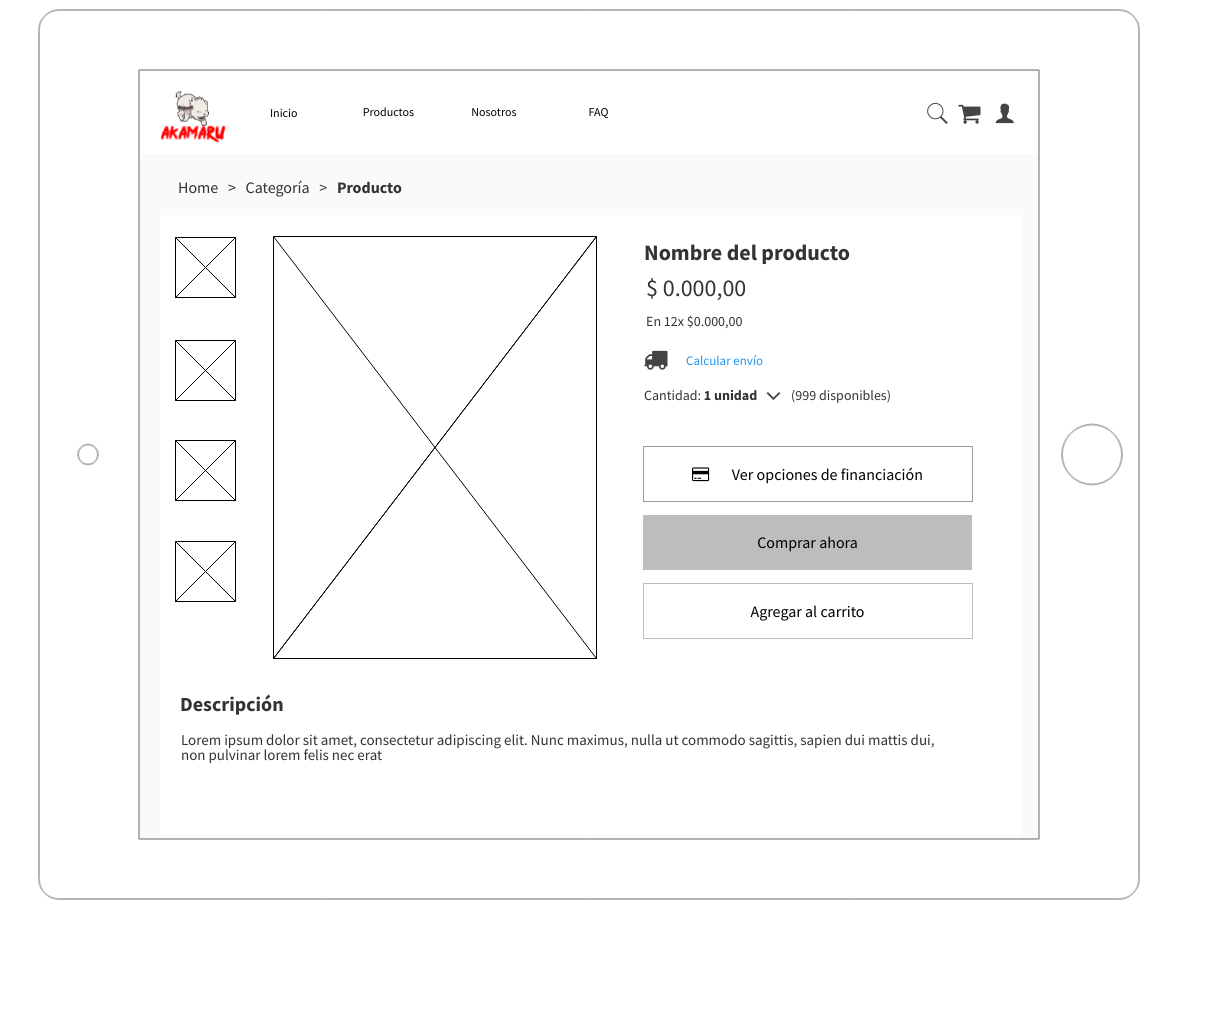 AKAMARU
Inicio Productos Nosotros FAQ
Home > Categoría > Producto
Nombre del producto
$ 0.000,00
En 12x $0.000,00
Calcular envío
Cantidad: 1 unidad (999 disponibles)
Ver opciones de financiación
Comprar ahora
Agregar al carrito
Descripción
Lorem ipsum dolor sit amet, consectetur adipiscing elit. Nunc maximus, nulla ut commodo sagittis, sapien dui mattis dui,
non pulvinar lorem felis nec erat